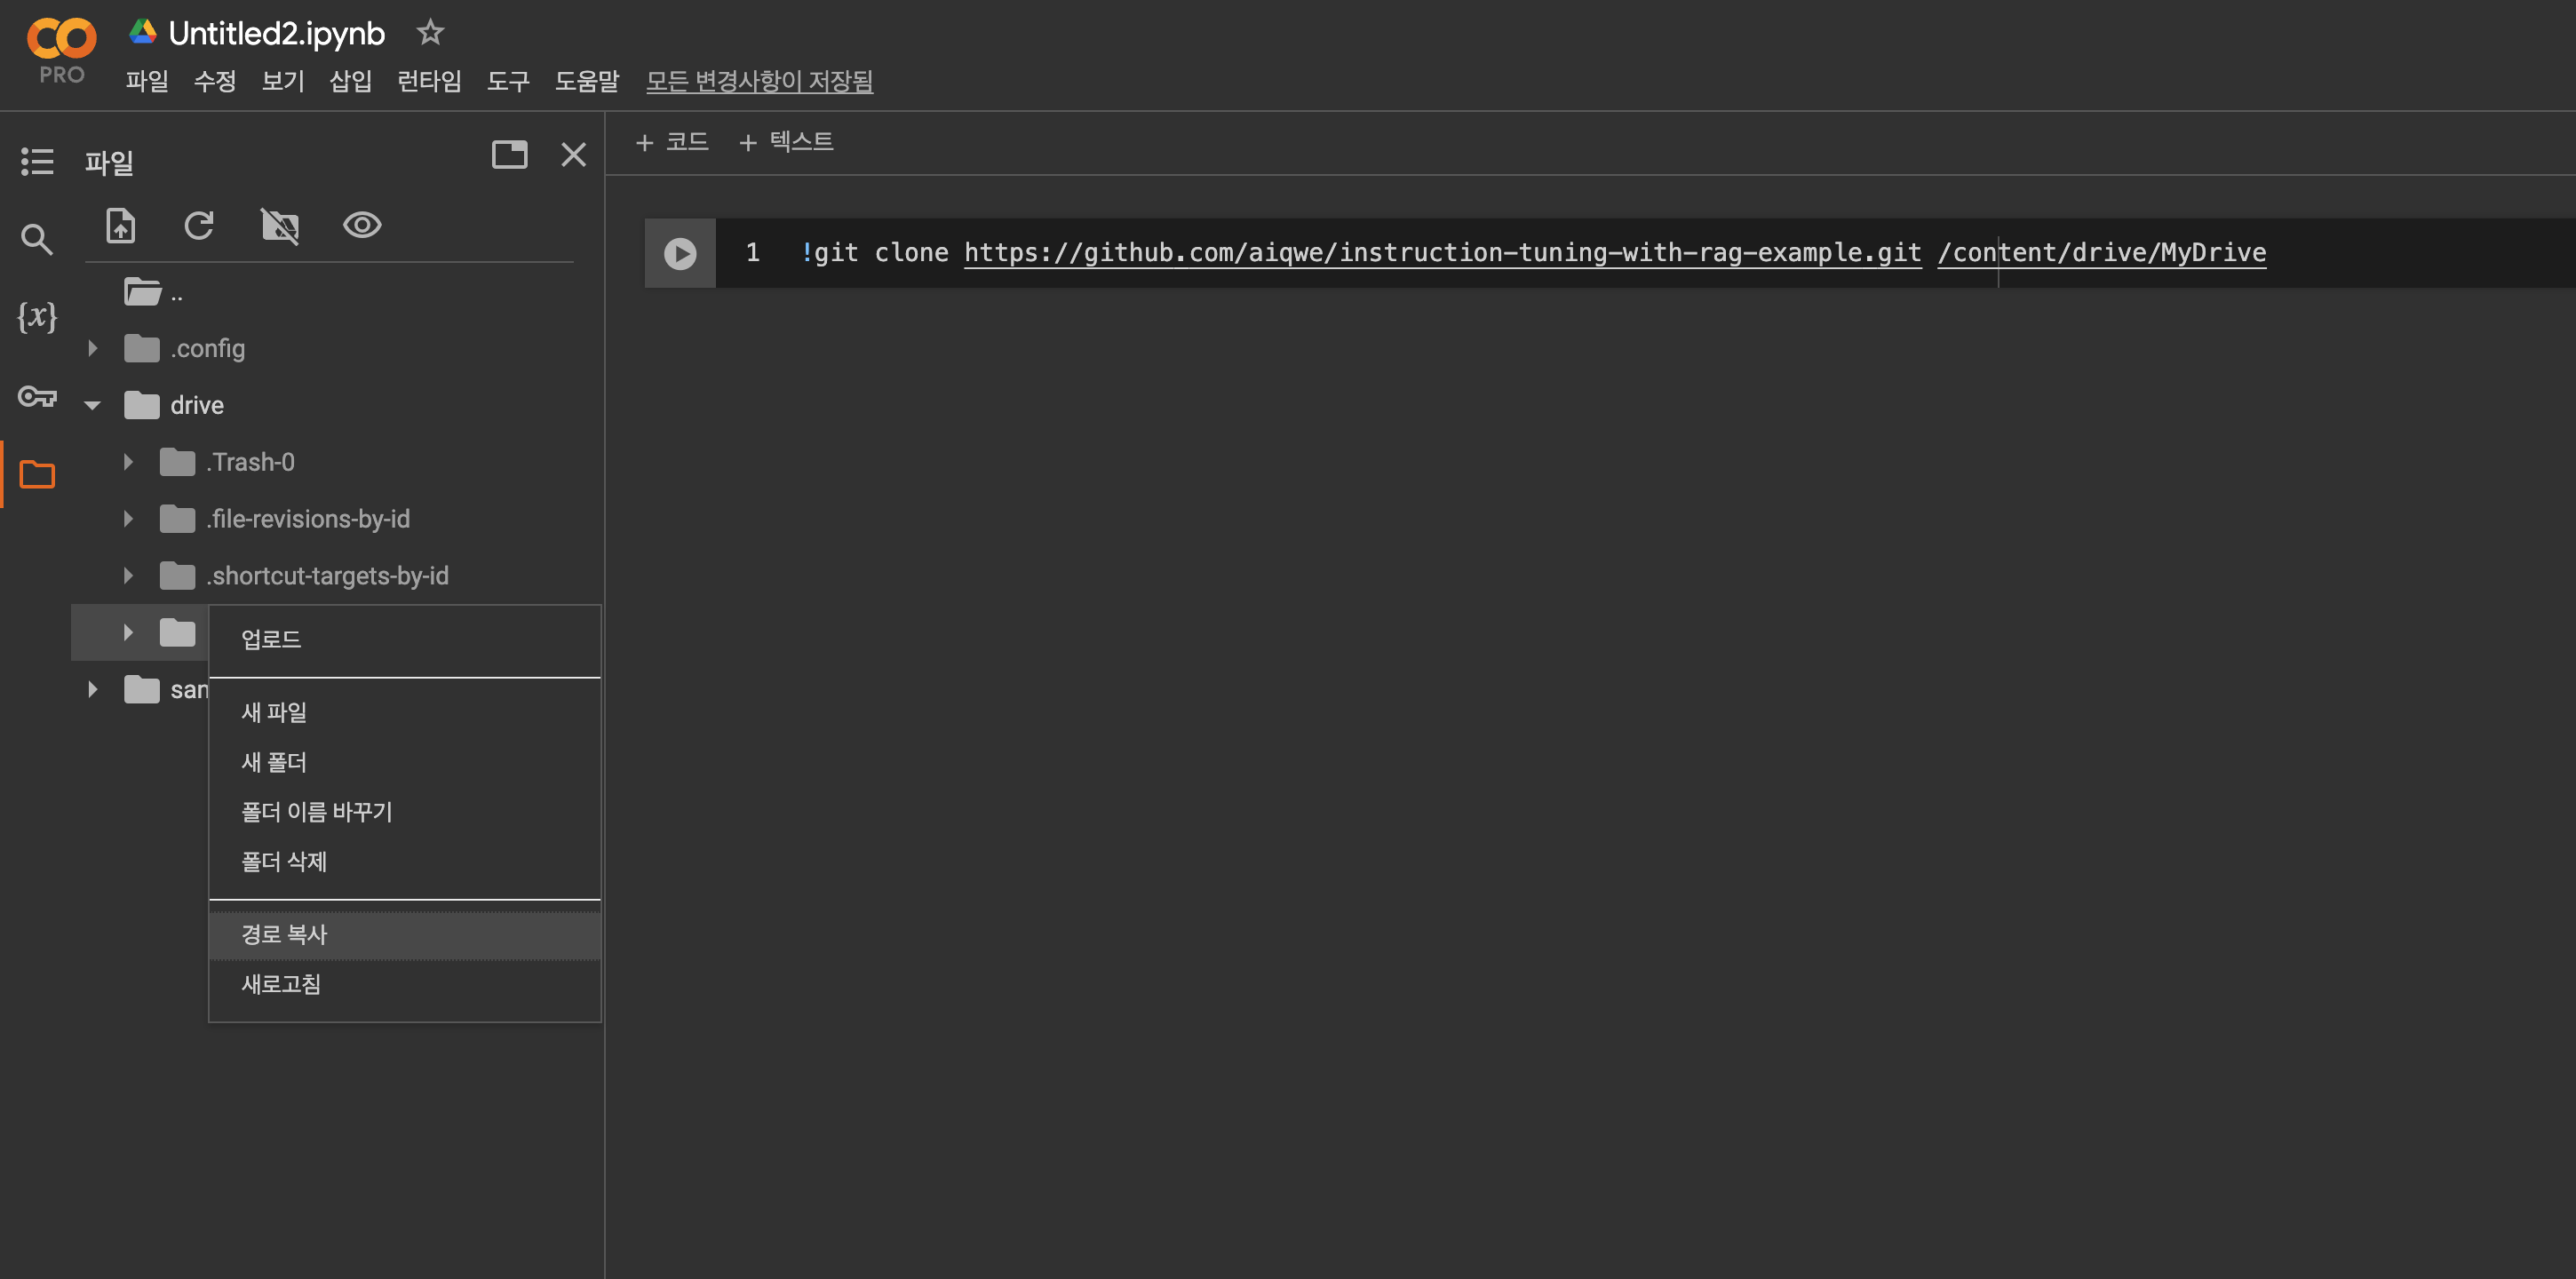 PRO
Untitled2.ipynb
파일 수정 보기 삽입 런타임 도구 도움말 모든 변경사항이 저장됨
파일
+ 코드 + 텍스트
1 !git clone https://github.com/aiqwe/instruction-tuning-with-rag-example.git /content/drive/MyDrive
{x}
..
.config
drive
.Trash-0
.file-revisions-by-id
.shortcut-targets-by-id
san
업로드
새 파일
새 폴더
폴더 이름 바꾸기
폴더 삭제
경로 복사
새로고침